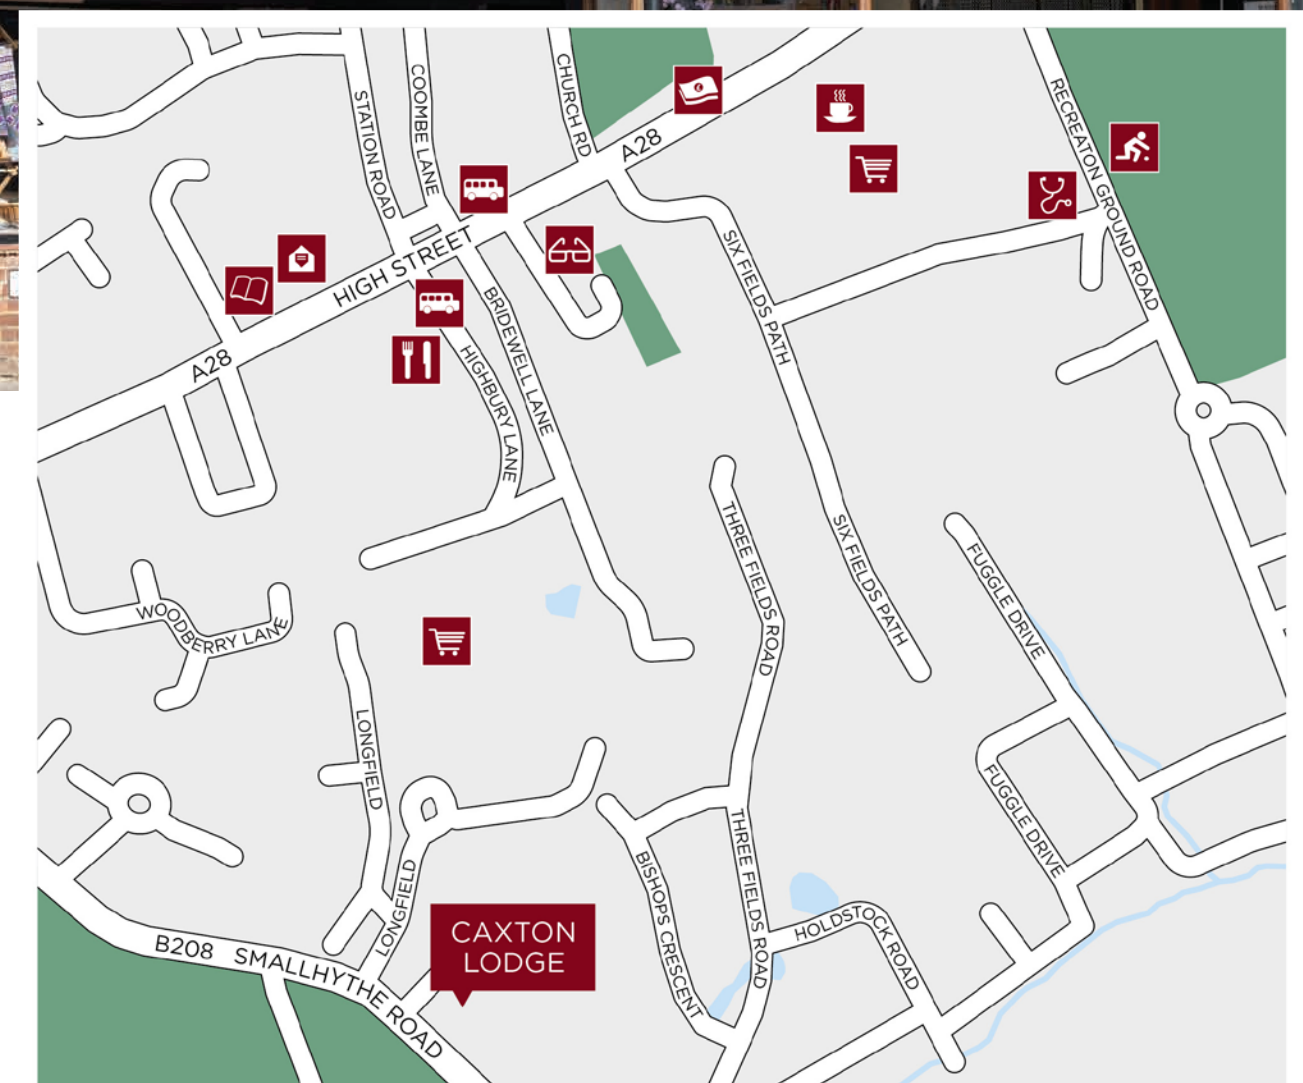 STATION ROAD
COOMBE LANE
CHURCH RD
A28
RECREATON GROUND ROAD
HIGH STREET
SIX FIELDS PATH
BRIDEWELL LANE
HIGHBURY LANE
A28
THREE FIELDS ROAD
SIX FIELDS PATH
FUGGLE DRIVE
WOODBERRY LANE
LONGFIELD
FUGGLE DRIVE
THREE FIELDS ROAD
BISHOPS CRESCENT
LONGFIELD
HOLDSTOCK ROAD
CAXTON
LODGE
B208 SMALLHYTHE ROAD